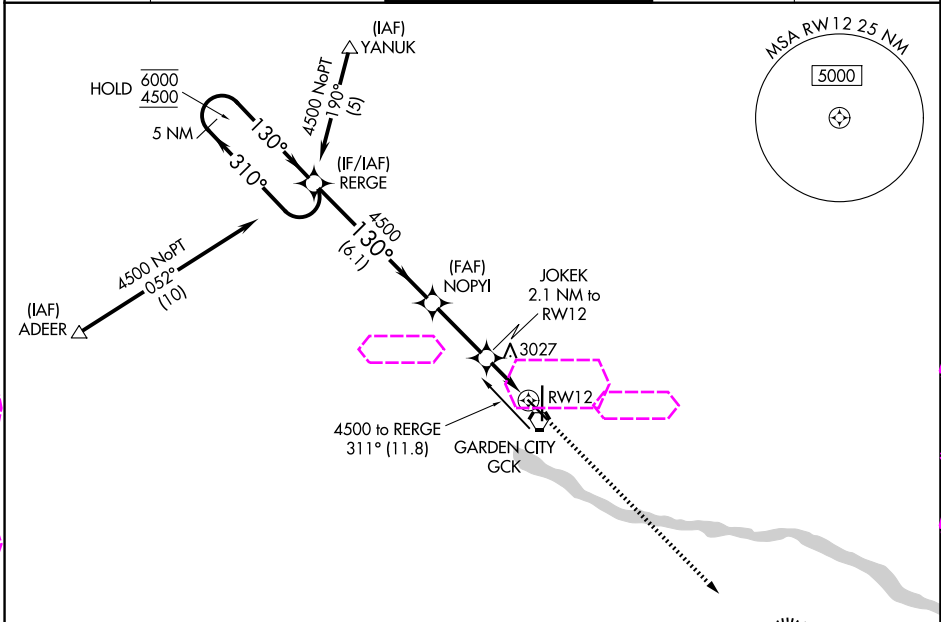 (IAF)
YANUK
MSA RW12 25 NM
5000
HOLD 6000
4500
5 NM
4500 NoPT
190°
(5)
130°
310°
(IF/IAF)
RERGE
4500
130°
(6.1)
4500 NoPT
052°
(10)
(IAF)
ADEER
(FAF)
NOPYI
JOKEK
2.1 NM to
RW12
3027
RW12
4500 to RERGE
311° (11.8)
GARDEN CITY
GCK